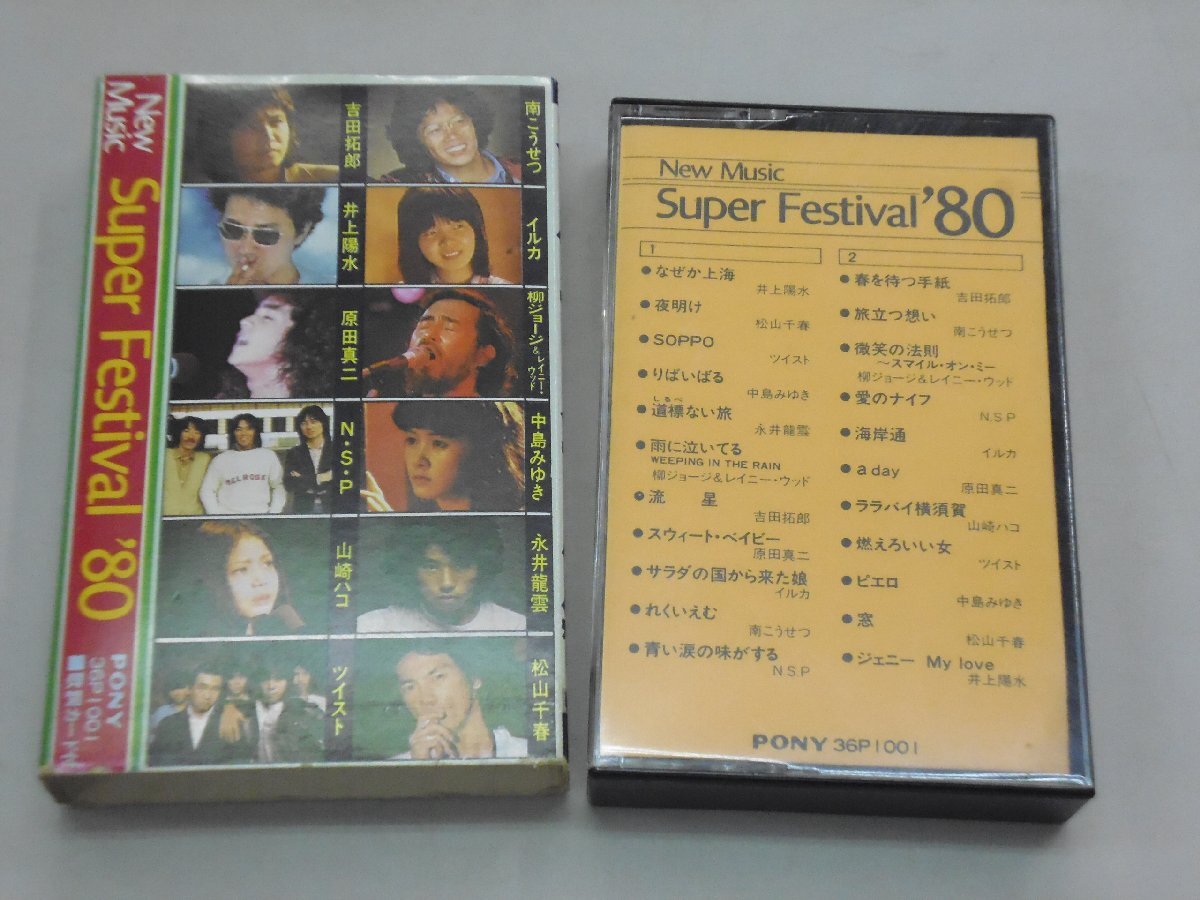 New
Music
Super Festival '80
PONY
36P1001
吉田拓郎
南こうせつ
井上陽水
イルカ
原田真二
柳ジョージ&レイニー・ウッド
N・S・P
中島みゆき
山崎ハコ
永井龍雲
ツイスト
松山千春
MELROSE
New Music
Super Festival '80
1
●なぜか上海
井上陽水
●夜明け
松山千春
●SOPPO
ツイスト
●りばいばる
中島みゆき
しるべ
●道標ない旅
永井龍雲
●雨に泣いてる
WEEPING IN THE RAIN
柳ジョージ&レイニー・ウッド
●流 星
吉田拓郎
●スウィート・ベイビー
原田真二
●サラダの国から来た娘
イルカ
●れくいえむ
南こうせつ
●青い涙の味がする
N.S.P
2
●春を待つ手紙
吉田拓郎
●旅立つ想い
南こうせつ
●微笑の法則
〜スマイル・オン・ミー
柳ジョージ&レイニー・ウッド
●愛のナイフ
N.S.P
●海岸通
イルカ
●a day
原田真二
●ララバイ横須賀
山崎ハコ
●燃えろいい女
ツイスト
●ピエロ
中島みゆき
●窓
松山千春
●ジェニー My love
井上陽水
PONY 36P1001